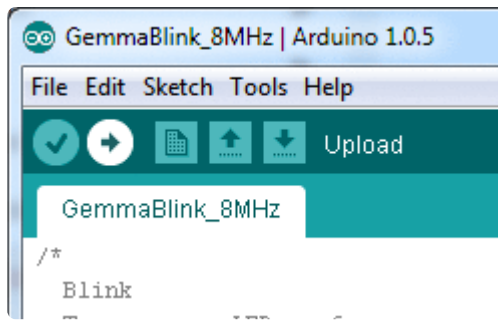 GemmaBlink_8MHz | Arduino 1.0.5
File Edit Sketch Tools Help
Upload
GemmaBlink_8MHz
/*
Blink